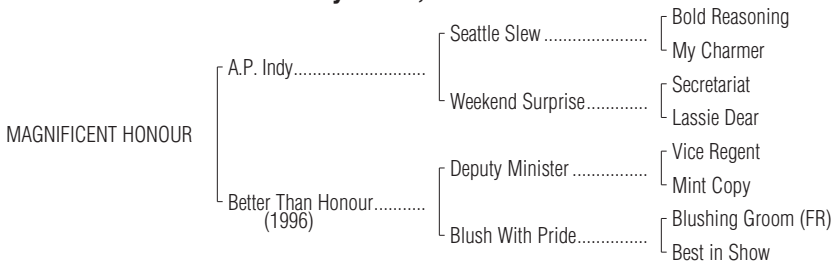 Bold Reasoning
Seattle Slew ......................
My Charmer
A.P. Indy............................
Secretariat
Weekend Surprise.............
Lassie Dear
MAGNIFICENT HONOUR
Vice Regent
Deputy Minister ................
Mint Copy
Better Than Honour...........
(1996)
Blushing Groom (FR)
Blush With Pride...............
Best in Show